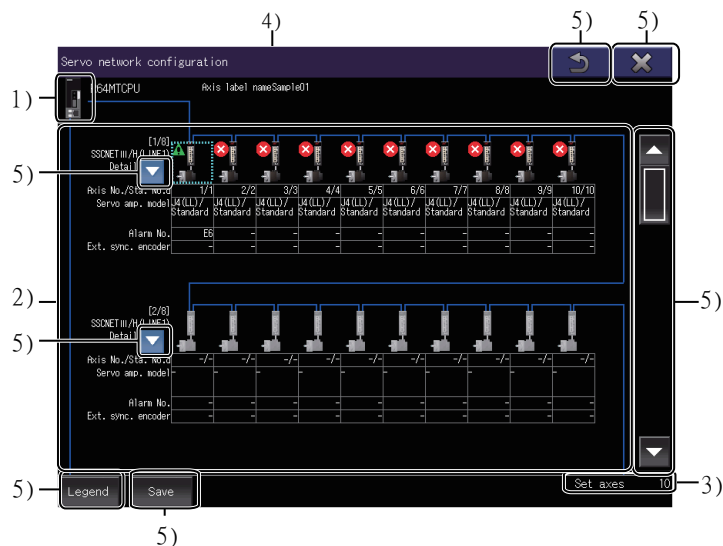 4)
5)
5)
Servo network configuration
1)
64MTCPU
Axis label nameSample01
[1/8]
SSCNETⅢ/H(LINE1)
Detail
5)
Axis No./Sta. No.d 1/1 2/2 3/3 4/4 5/5 6/6 7/7 8/8 9/9 10/10
Servo amp. model J4(LL)/ J4(LL)/ J4(LL)/ J4(LL)/ J4(LL)/ J4(LL)/ J4(LL)/ J4(LL)/ J4(LL)/ J4(LL)/
Standard Standard Standard Standard Standard Standard Standard Standard Standard Standard
Alarm No. E6 - - - - - - - - -
Ext. sync. encoder - - - - - - - - - -
2)
5)
[2/8]
SSCNETⅢ/H(LINE1)
Detail
5)
Axis No./Sta. No.d -/- -/- -/- -/- -/- -/- -/- -/- -/- -/-
Servo amp. model - - - - - - - - - -
Alarm No. - - - - - - - - - -
Ext. sync. encoder - - - - - - - - - -
5)
Legend
Save
Set axes 10
3)
5)